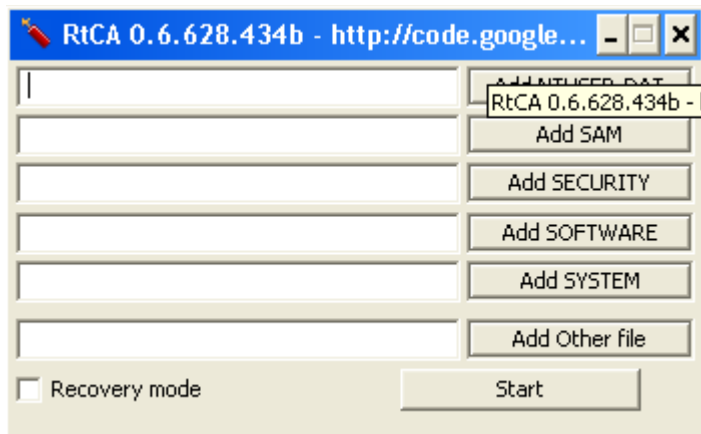 RtCA 0.6.628.434b - http://code.google...
RtCA 0.6.628.434b -
Add SAM
Add SECURITY
Add SOFTWARE
Add SYSTEM
Add Other file
Recovery mode
Start